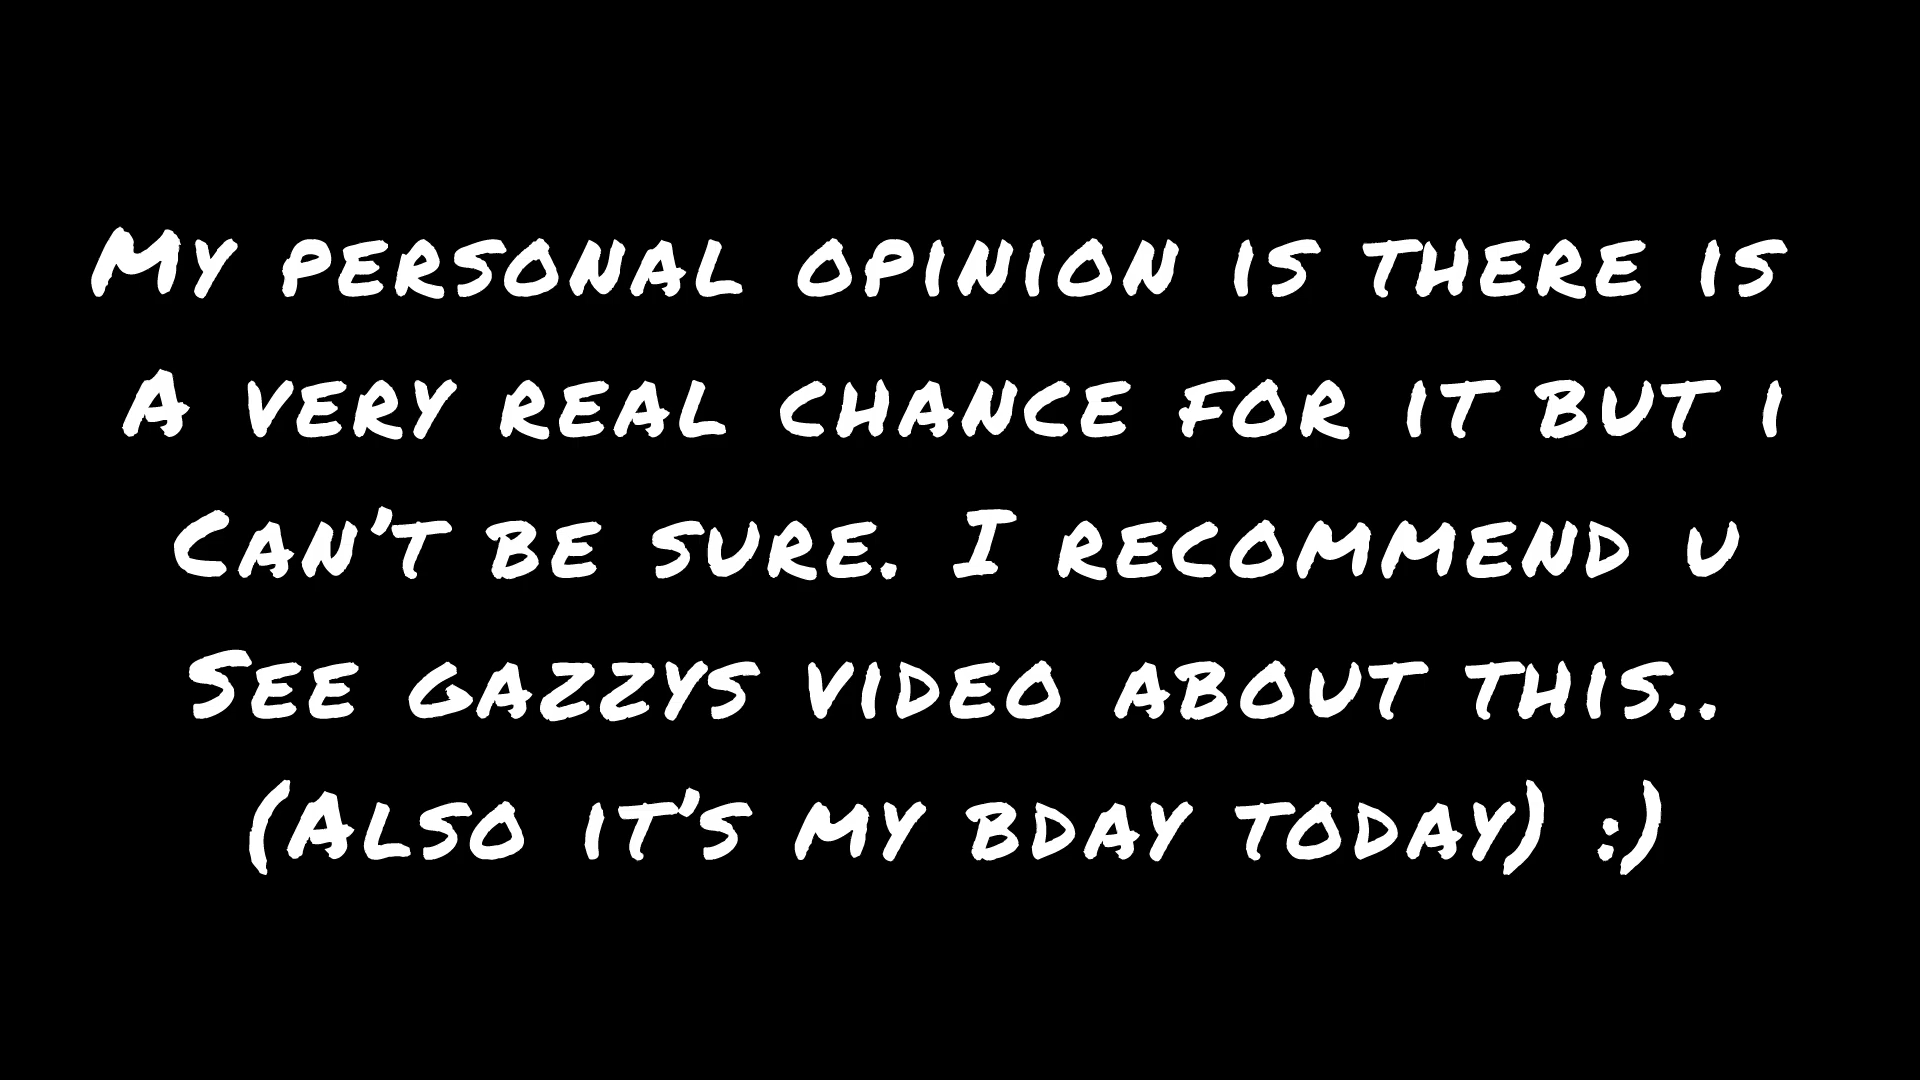 My personal opinion is there is
A very real chance for it but i
Can't be sure. I recommend u
See gazzys video about this..
(Also it's my bday today) :)